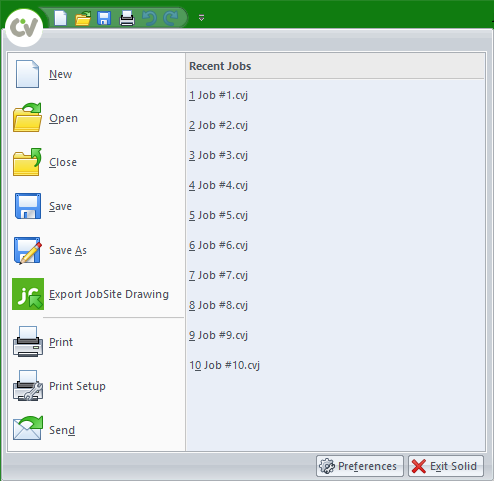 CV
New
Open
Close
Save
Save As
Export JobSite Drawing
Print
Print Setup
Send
Recent Jobs
1 Job #1.cvj
2 Job #2.cvj
3 Job #3.cvj
4 Job #4.cvj
5 Job #5.cvj
6 Job #6.cvj
7 Job #7.cvj
8 Job #8.cvj
9 Job #9.cvj
10 Job #10.cvj
Preferences
Exit Solid